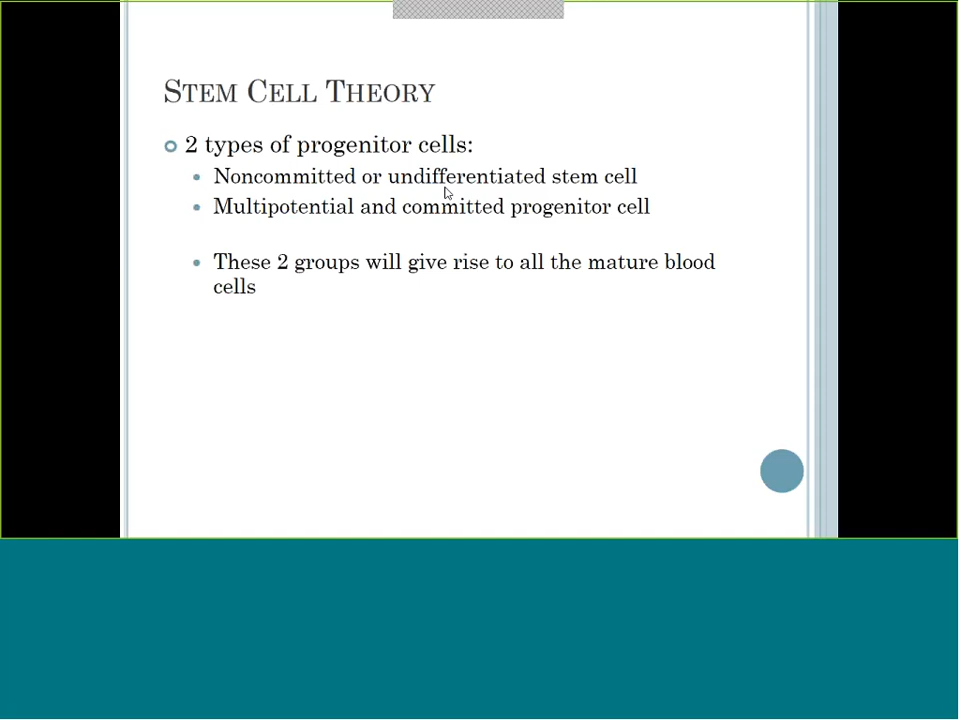 Stem Cell Theory
2 types of progenitor cells:
Noncommitted or undifferentiated stem cell
Multipotential and committed progenitor cell
These 2 groups will give rise to all the mature blood
cells